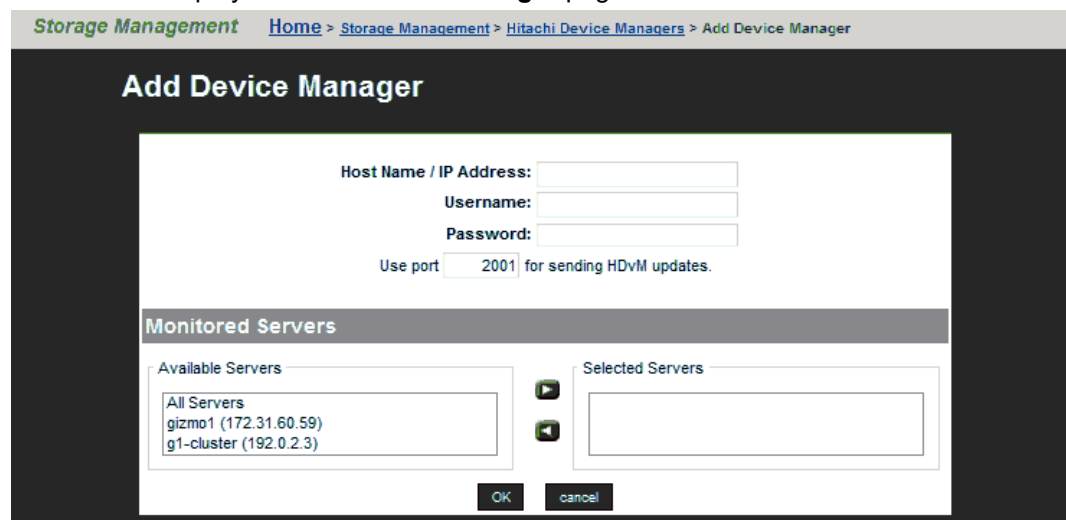 Storage Management Home > Storage Management > Hitachi Device Managers > Add Device Manager
Add Device Manager
Host Name / IP Address:
Username:
Password:
Use port 2001 for sending HDvM updates.
Monitored Servers
Available Servers
All Servers
gizmo1 (172.31.60.59)
g1-cluster (192.0.2.3)
Selected Servers
OK cancel